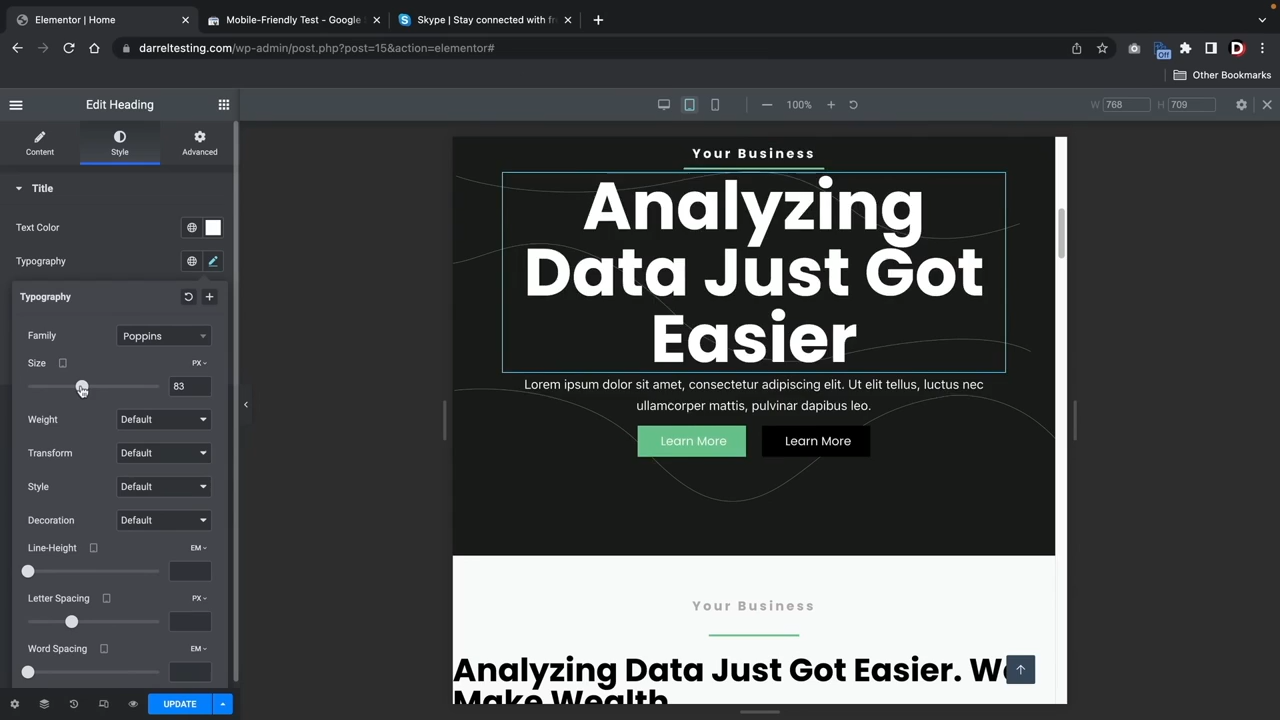 Elementor | Home
Mobile-Friendly Test - Google
Skype | Stay connected with fr
darreltesting.com/wp-admin/post.php?post=15&action=elementor#
Off
D
Other Bookmarks
Edit Heading
100%
W 768
H 709
Content
Style
Advanced
Title
Text Color
Typography
Typography
Family
Poppins
Size
PX
83
Weight
Default
Transform
Default
Style
Default
Decoration
Default
Line-Height
EM
Letter Spacing
PX
Word Spacing
EM
UPDATE
Your Business
Analyzing
Data Just Got
Easier
Lorem ipsum dolor sit amet, consectetur adipiscing elit. Ut elit tellus, luctus nec
ullamcorper mattis, pulvinar dapibus leo.
Learn More
Learn More
Your Business
Analyzing Data Just Got Easier. We
Make Wealth